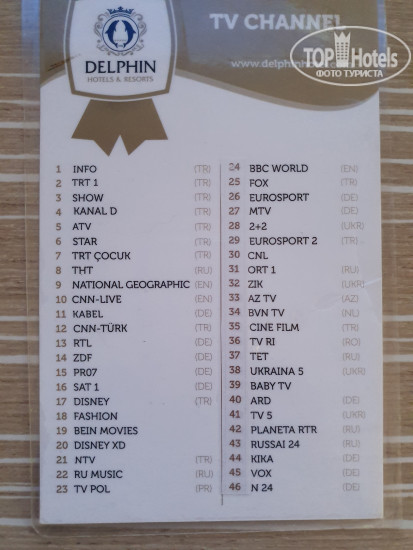 TV CHANNEL
DELPHIN
HOTELS & RESORTS
TOP Hotels
ФОТО ТУРИСТА
1 INFO (TR)
2 TRT 1 (TR)
3 SHOW (TR)
4 KANAL D (TR)
5 ATV (TR)
6 STAR (TR)
7 TRT ÇOCUK (TR)
8 THT (RU)
9 NATIONAL GEOGRAPHIC (EN)
10 CNN-LIVE (EN)
11 KABEL (DE)
12 CNN-TÜRK (TR)
13 RTL (DE)
14 ZDF (DE)
15 PR07 (DE)
16 SAT 1 (DE)
17 DISNEY (TR)
18 FASHION
19 BEIN MOVIES
20 DISNEY XD
21 NTV (TR)
22 RU MUSIC (RU)
23 TV POL (PR)
24 BBC WORLD (EN)
25 FOX (TR)
26 EUROSPORT (DE)
27 MTV (DE)
28 2+2 (UKR)
29 EUROSPORT 2 (TR)
30 CNL
31 ORT 1 (RU)
32 ZIK (UKR)
33 AZ TV (AZ)
34 BVN TV (NL)
35 CINE FILM (TR)
36 TV RI (RO)
37 TET (RU)
38 UKRAINA 5 (UKR)
39 BABY TV
40 ARD (DE)
41 TV 5 (UKR)
42 PLANETA RTR (RU)
43 RUSSAI 24 (RU)
44 KIKA (DE)
45 VOX (DE)
46 N 24 (DE)